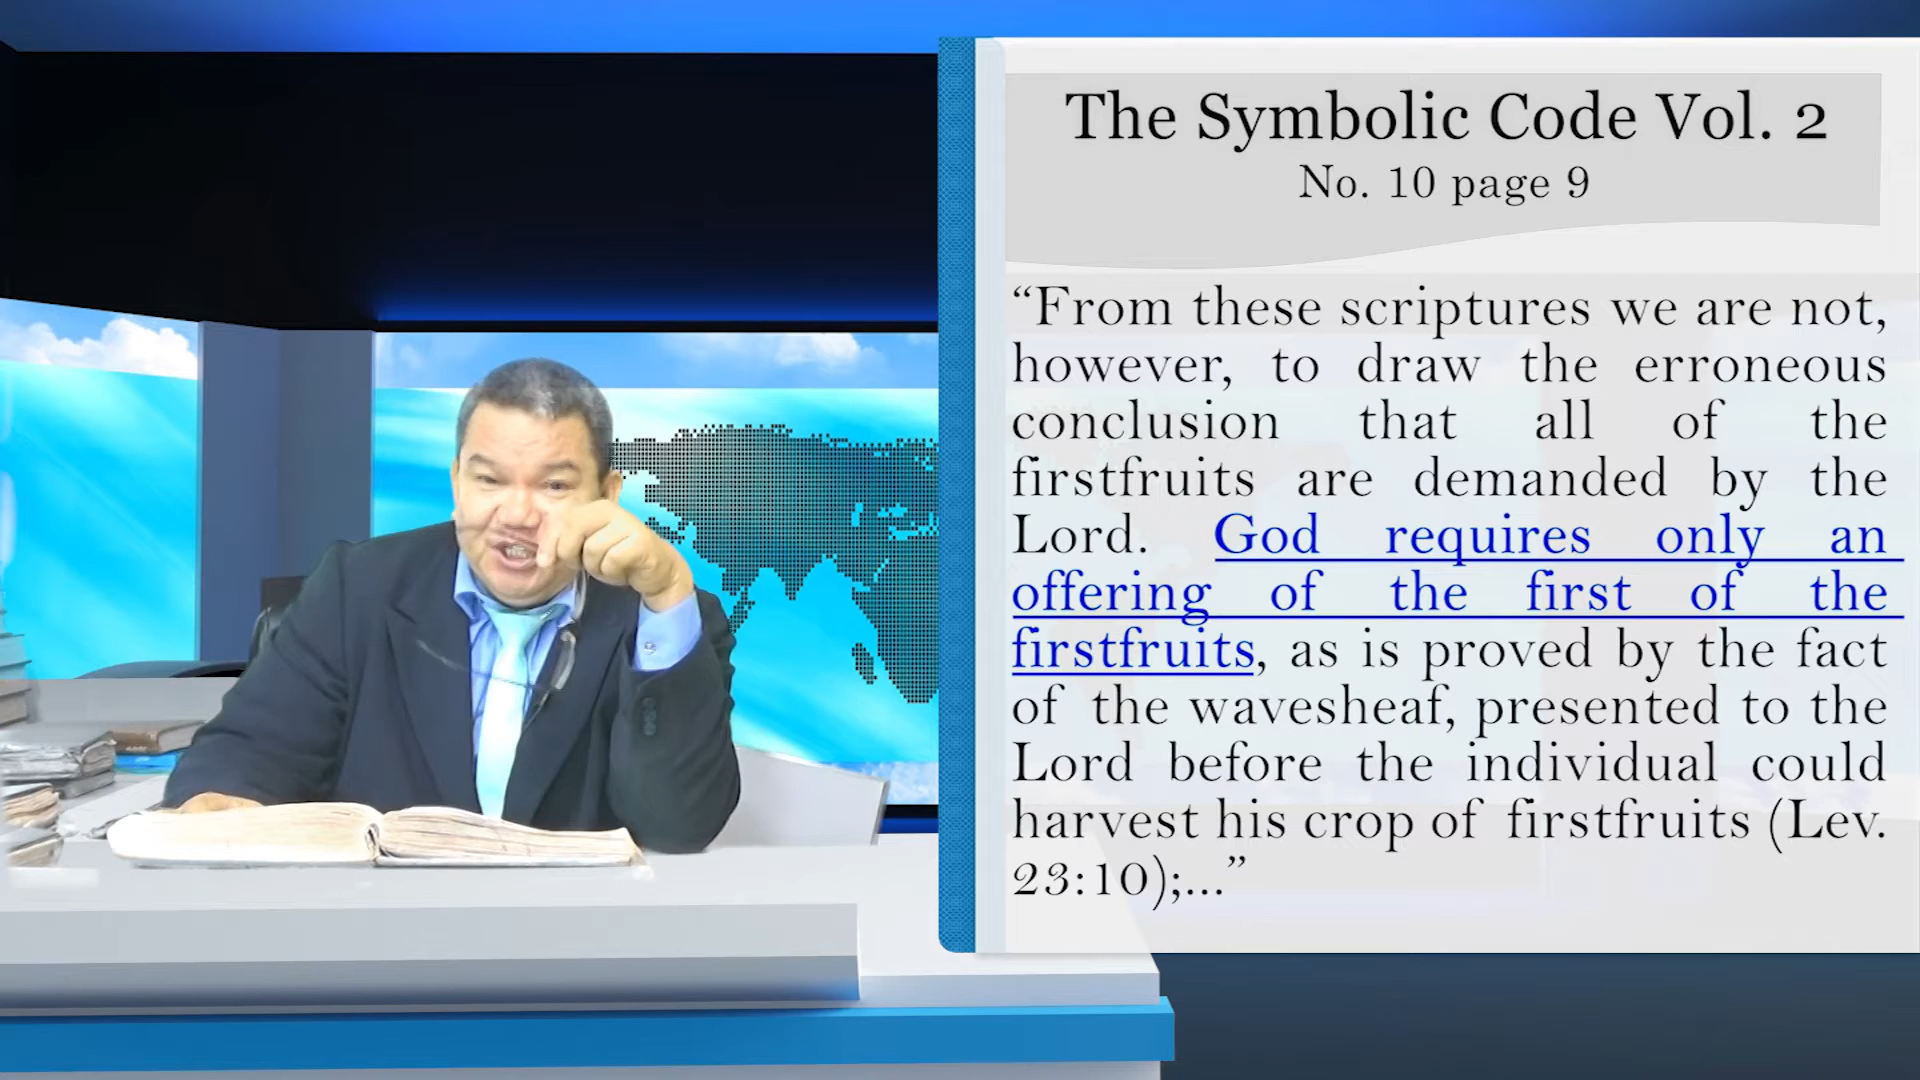 The Symbolic Code Vol. 2
No. 10 page 9
“From these scriptures we are not,
however, to draw the erroneous
conclusion that all of the
firstfruits are demanded by the
Lord. God requires only an
offering of the first of the
firstfruits, as is proved by the fact
of the wavesheaf, presented to the
Lord before the individual could
harvest his crop of firstfruits (Lev.
23:10);...”